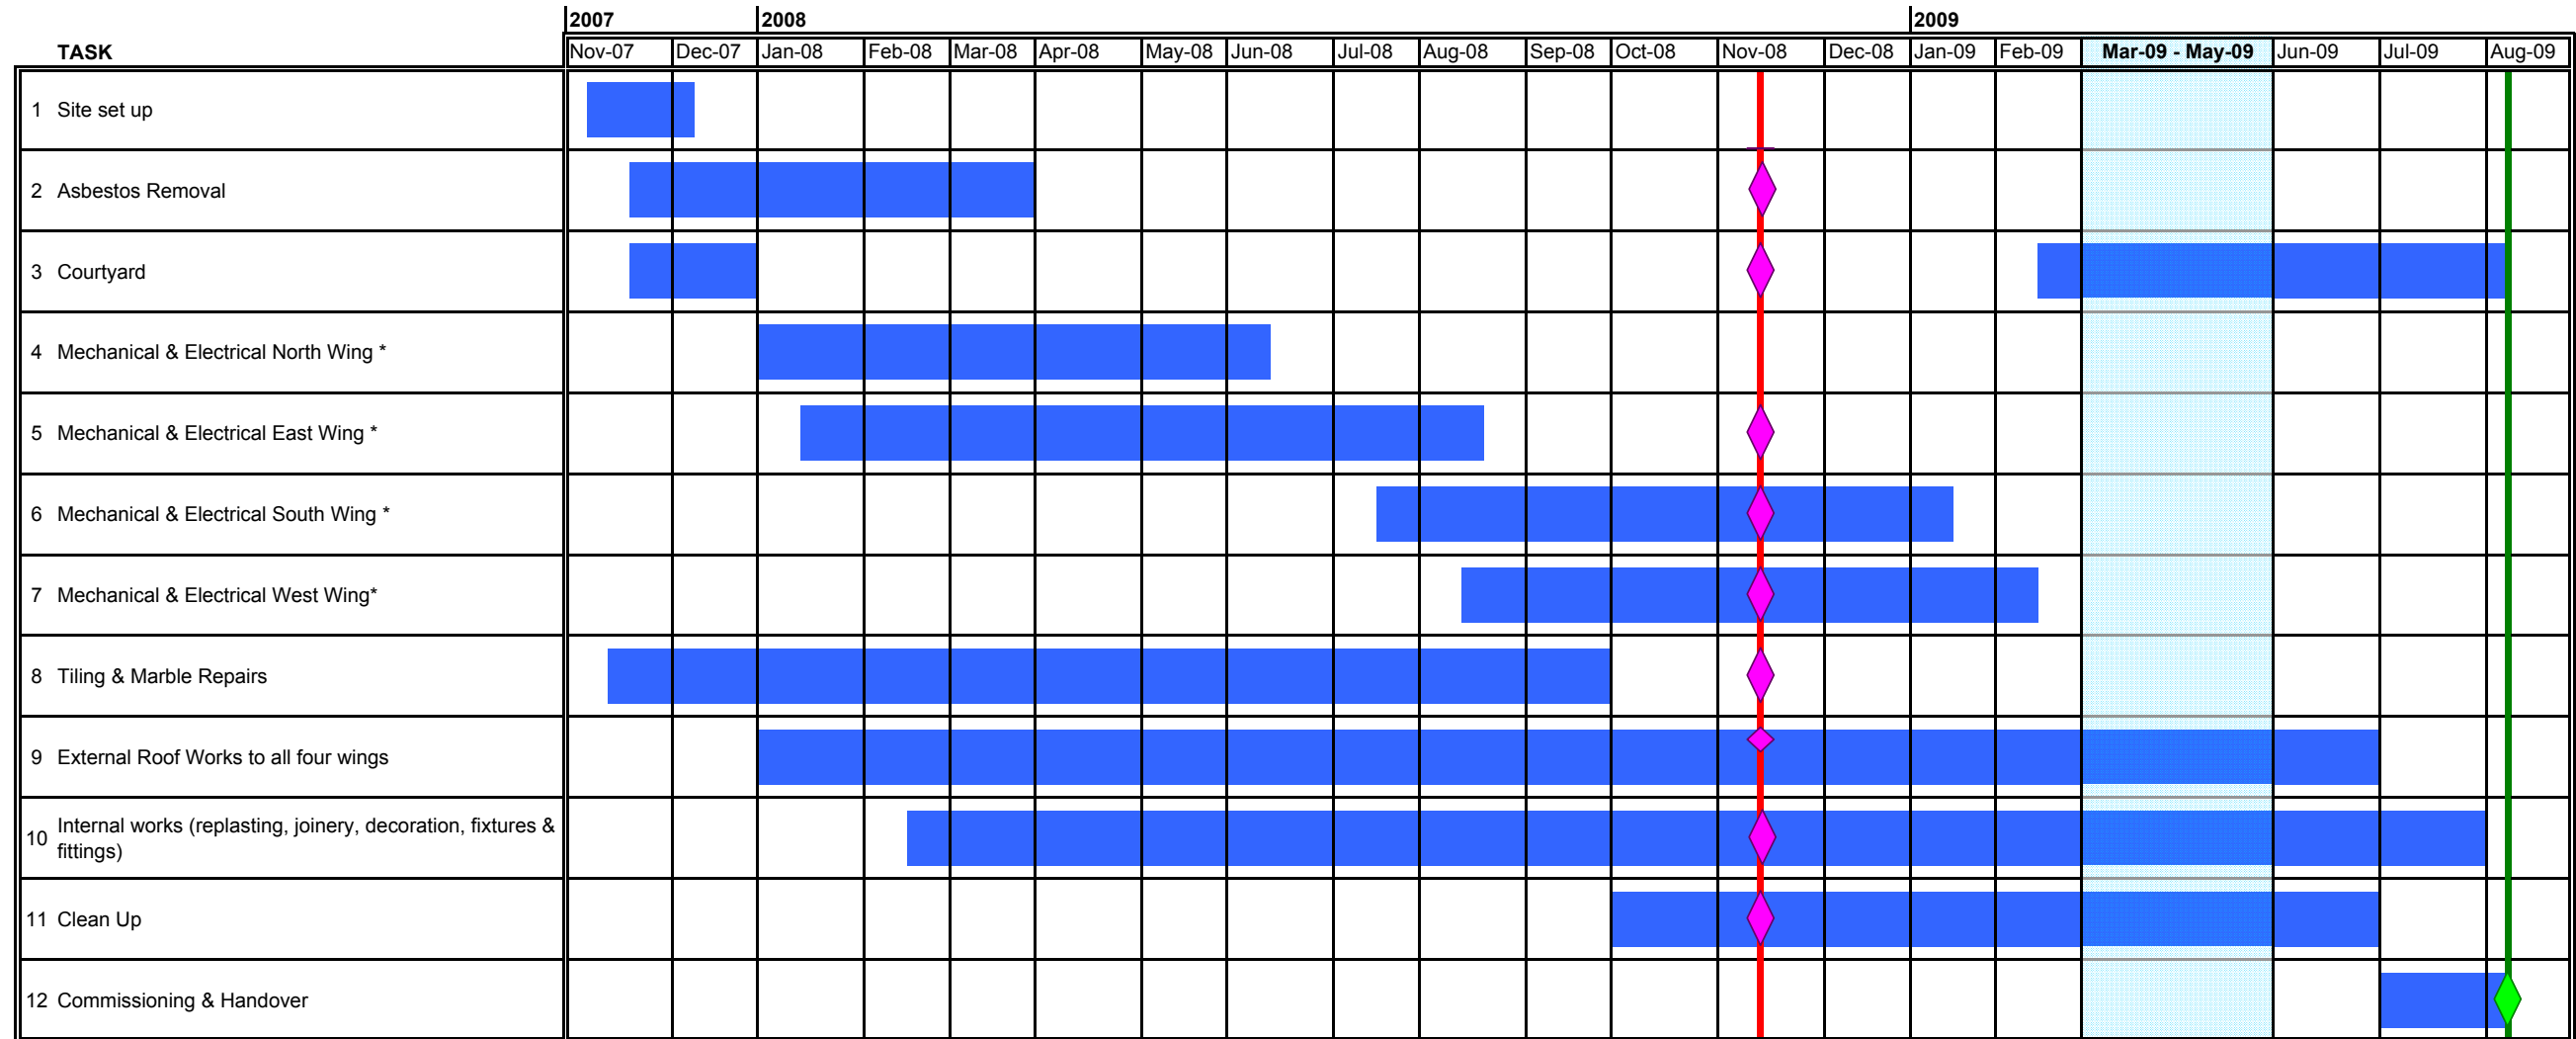 2007 2008 2009
TASK Nov-07 Dec-07 Jan-08 Feb-08 Mar-08 Apr-08 May-08 Jun-08 Jul-08 Aug-08 Sep-08 Oct-08 Nov-08 Dec-08 Jan-09 Feb-09 Mar-09 - May-09 Jun-09 Jul-09 Aug-09
1 Site set up
2 Asbestos Removal
3 Courtyard
4 Mechanical & Electrical North Wing *
5 Mechanical & Electrical East Wing *
6 Mechanical & Electrical South Wing *
7 Mechanical & Electrical West Wing*
8 Tiling & Marble Repairs
9 External Roof Works to all four wings
10 Internal works (replasting, joinery, decoration, fixtures &
fittings)
11 Clean Up
12 Commissioning & Handover